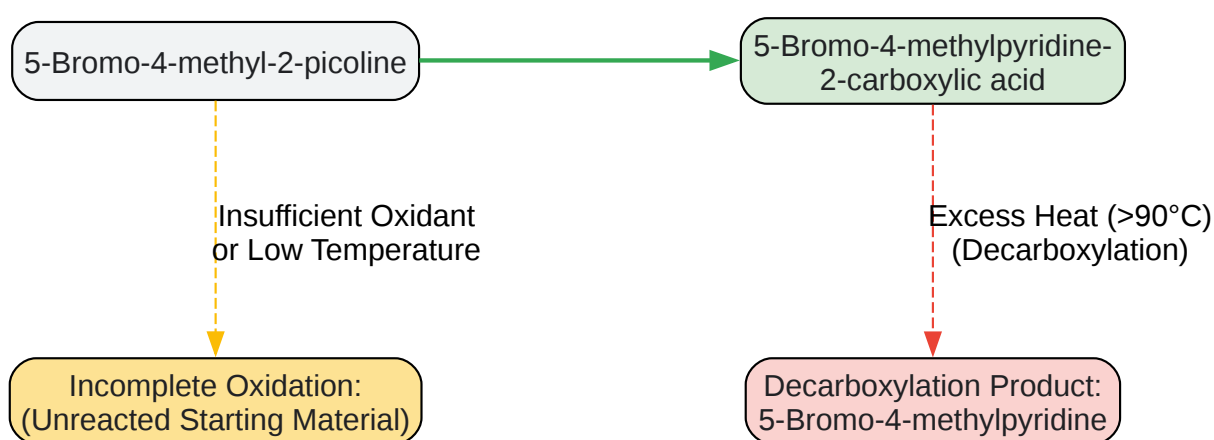 5-Bromo-4-methyl-2-picoline
5-Bromo-4-methylpyridine-
2-carboxylic acid
Insufficient Oxidant
or Low Temperature
Excess Heat (>90°C)
(Decarboxylation)
Incomplete Oxidation:
(Unreacted Starting Material)
Decarboxylation Product:
5-Bromo-4-methylpyridine